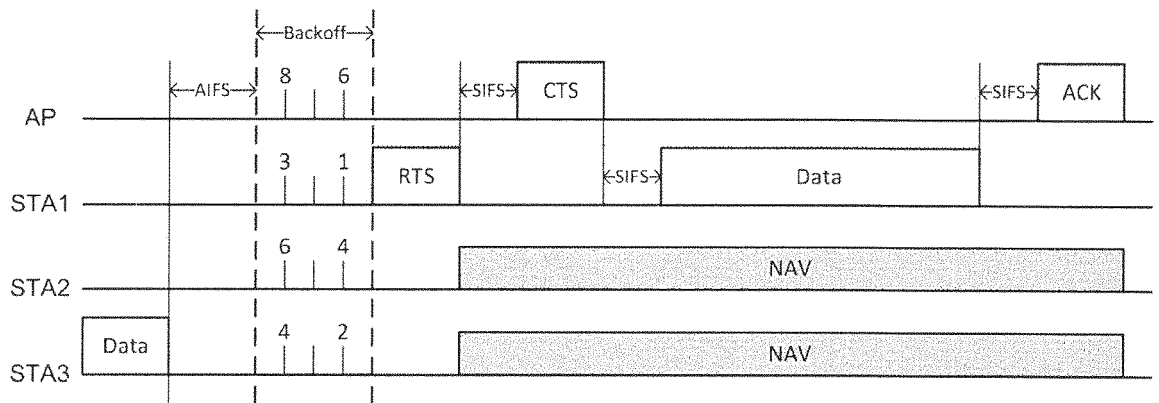 Backoff
AP AIFS 8 6 SIFS CTS SIFS ACK
STA1 3 1 RTS SIFS Data
STA2 6 4 NAV
STA3 Data 4 2 NAV